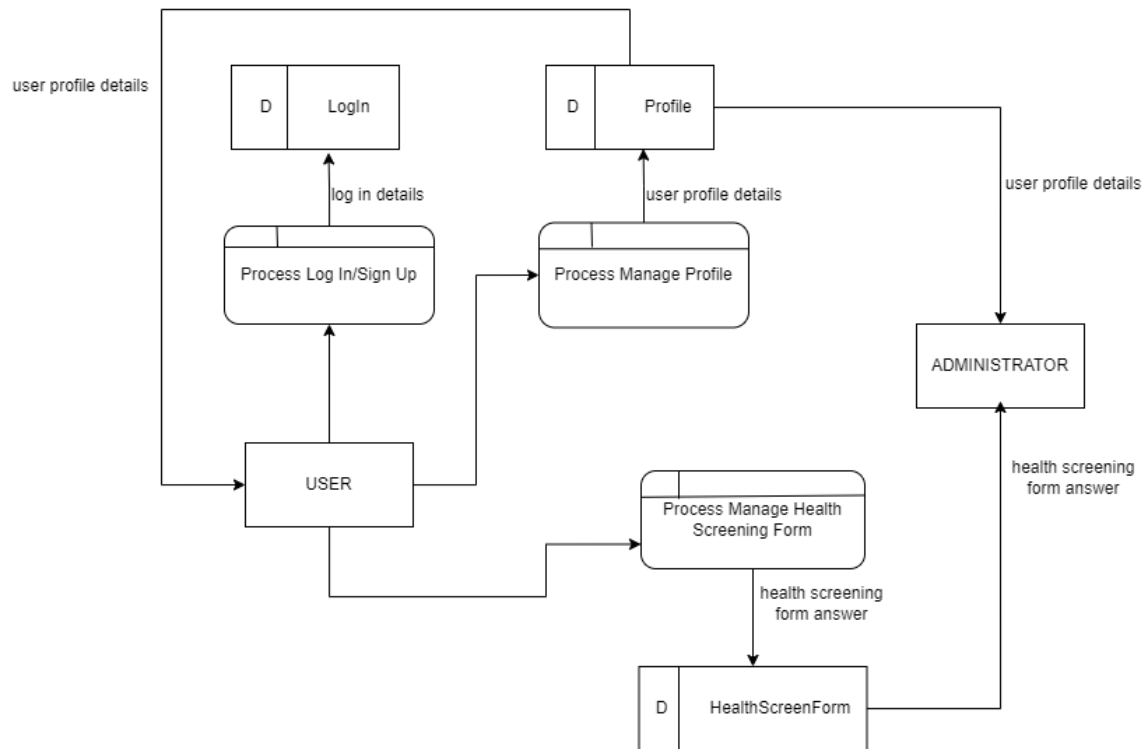 user profile details
D
LogIn
D
Profile
log in details
user profile details
user profile details
Process Log In/Sign Up
Process Manage Profile
ADMINISTRATOR
USER
health screening
form answer
Process Manage Health
Screening Form
health screening
form answer
D
HealthScreenForm